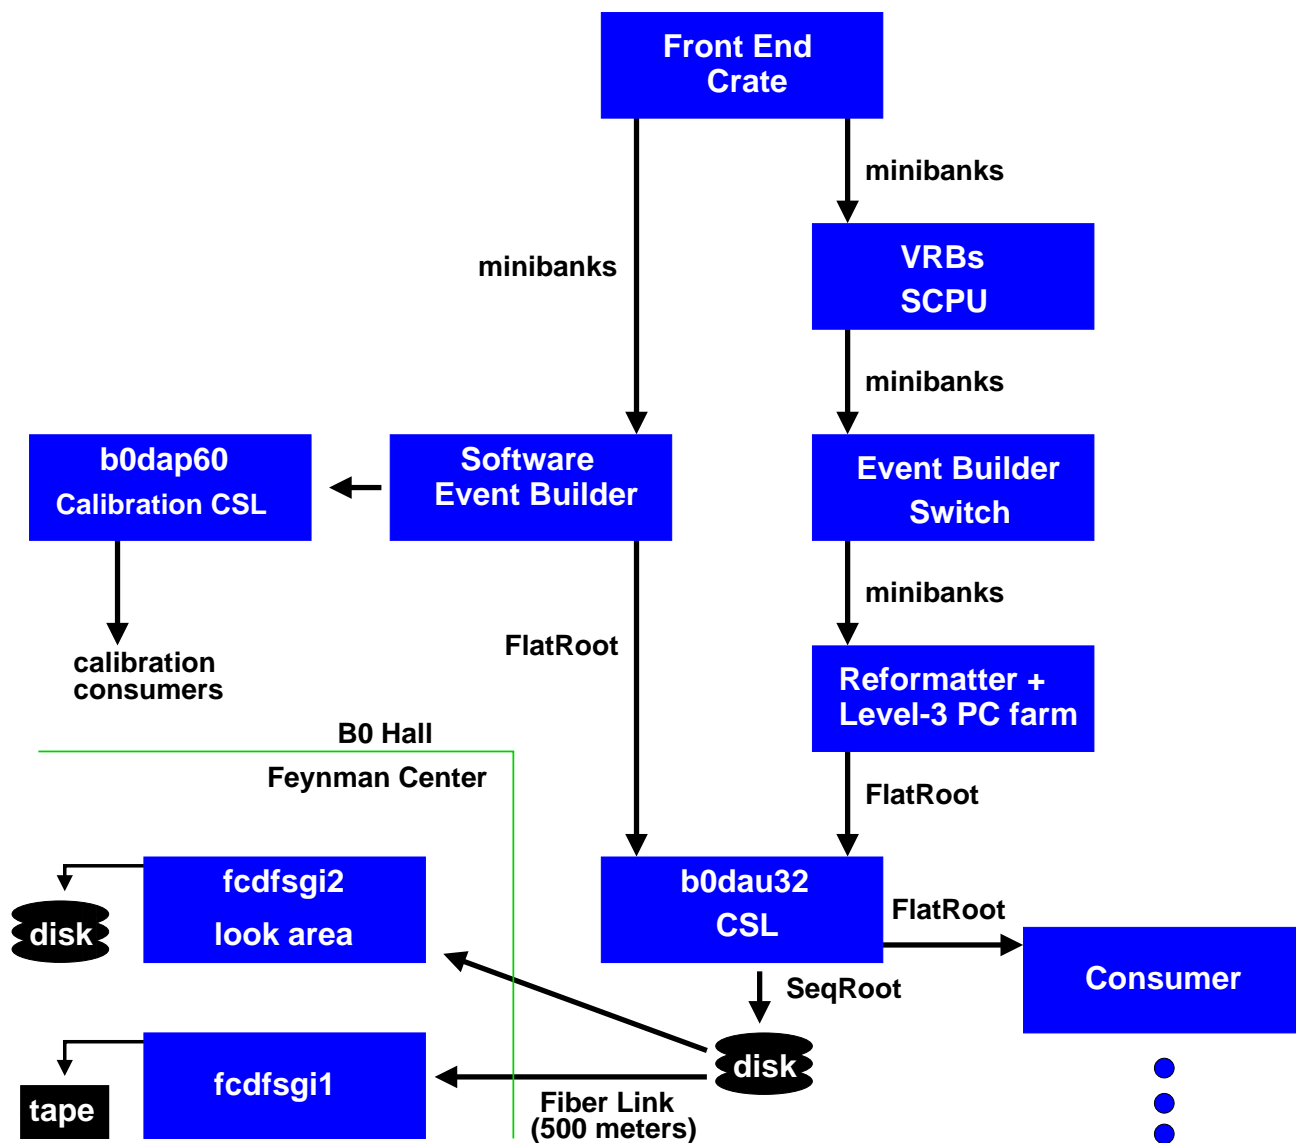 Front End
Crate
minibanks
minibanks
VRBs
SCPU
minibanks
b0dap60
Calibration CSL
Software
Event Builder
Event Builder
Switch
minibanks
FlatRoot
calibration
consumers
Reformatter +
Level-3 PC farm
B0 Hall
Feynman Center
FlatRoot
fcdfsgi2
look area
disk
b0dau32
CSL
FlatRoot
Consumer
SeqRoot
disk
fcdfsgi1
tape
Fiber Link
(500 meters)